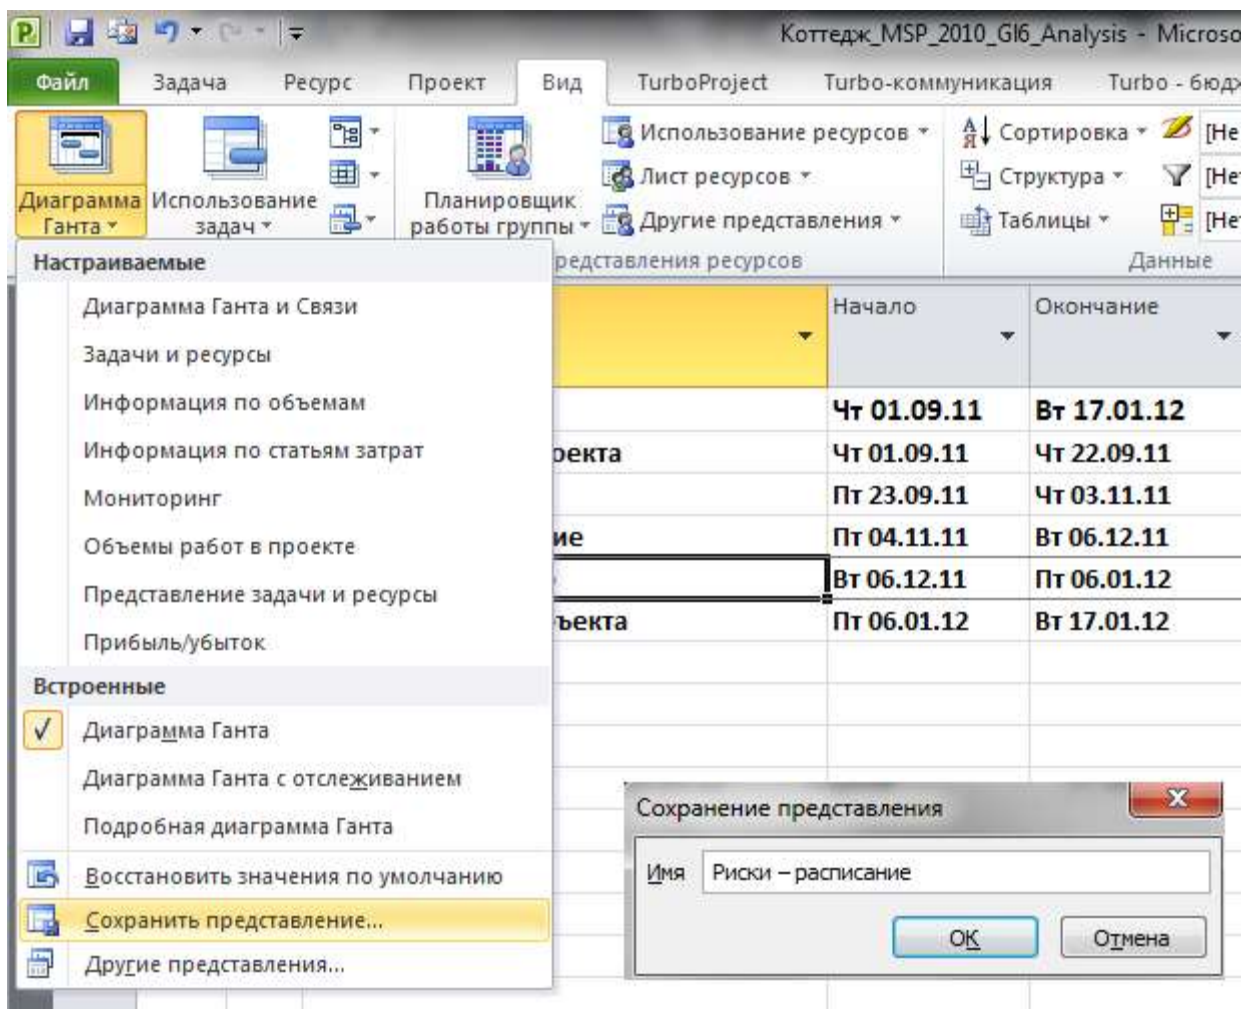 Коттедж_MSP_2010_GI6_Analysis - Microso
Файл Задача Ресурс Проект Вид TurboProject Turbo-коммуникация Turbo - бюдж
Диаграмма Ганта
Использование задач
Планировщик работы группы
Использование ресурсов
Лист ресурсов
Другие представления
Сортировка
Структура
Таблицы
[Не
[Не
[Не
редставления ресурсов
Данные
Настраиваемые
Диаграмма Ганта и Связи
Задачи и ресурсы
Информация по объемам
Информация по статьям затрат
Мониторинг
Объемы работ в проекте
Представление задачи и ресурсы
Прибыль/убыток
Встроенные
Диаграмма Ганта
Диаграмма Ганта с отслеживанием
Подробная диаграмма Ганта
Восстановить значения по умолчанию
Сохранить представление...
Другие представления...
Начало Окончание
Чт 01.09.11 Вт 17.01.12
оекта Чт 01.09.11 Чт 22.09.11
Пт 23.09.11 Чт 03.11.11
ие Пт 04.11.11 Вт 06.12.11
Вт 06.12.11 Пт 06.01.12
ъекта Пт 06.01.12 Вт 17.01.12
Сохранение представления
Имя Риски – расписание
ОК Отмена